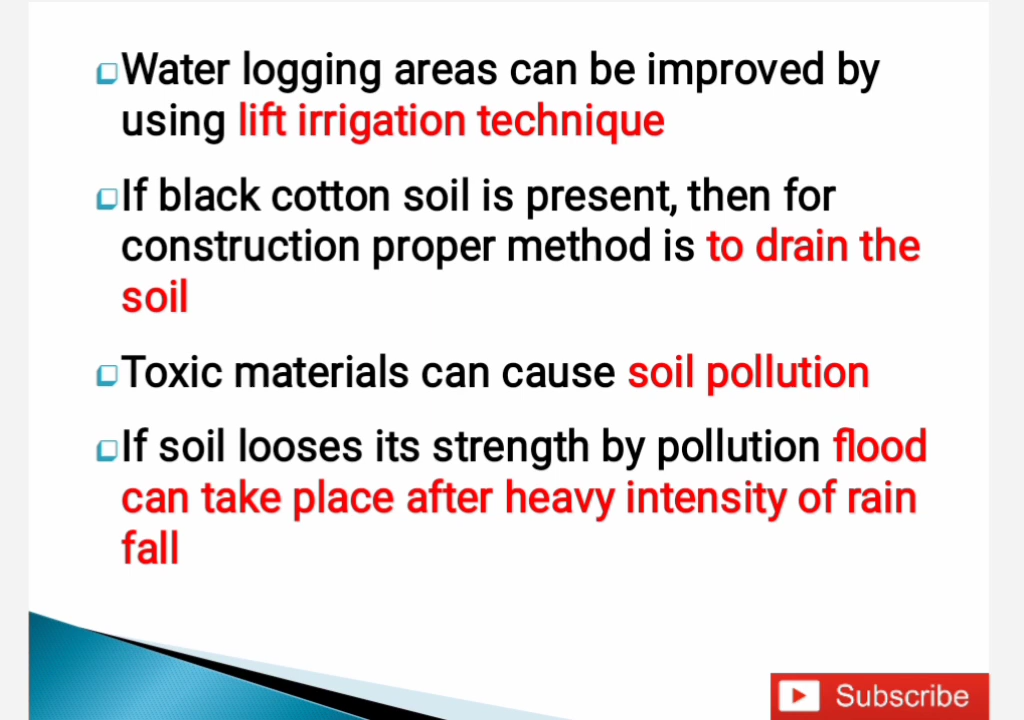 Water logging areas can be improved by
using lift irrigation technique
If black cotton soil is present, then for
construction proper method is to drain the
soil
Toxic materials can cause soil pollution
If soil looses its strength by pollution flood
can take place after heavy intensity of rain
fall
Subscribe